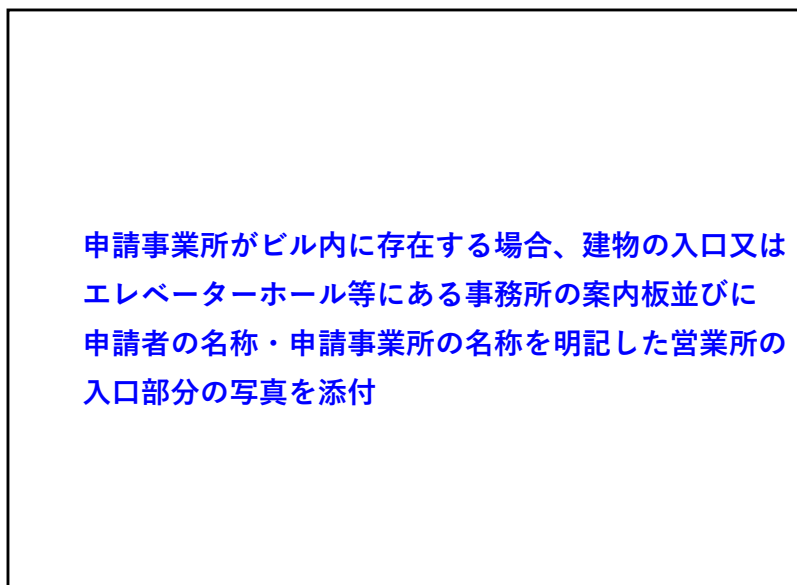 申請事業所がビル内に存在する場合、建物の入口又は
エレベーターホール等にある事務所の案内板並びに
申請者の名称・申請事業所の名称を明記した営業所の
入口部分の写真を添付